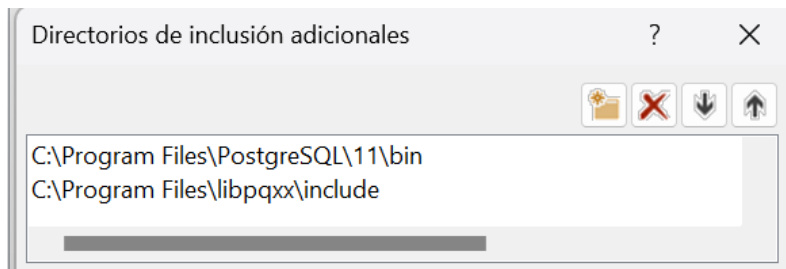 Directorios de inclusión adicionales ?
C:\Program Files\PostgreSQL\11\bin
C:\Program Files\libpqxx\include